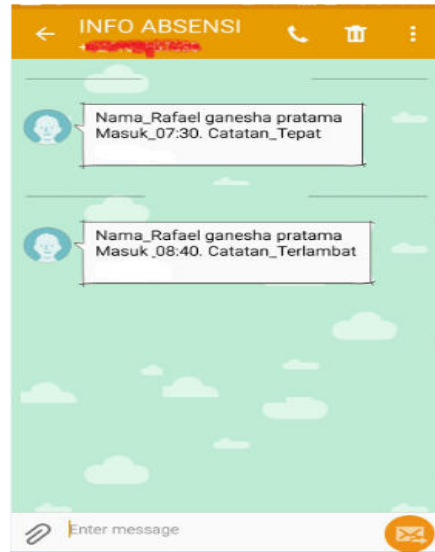 INFO ABSENSI
Nama_Rafael ganesha pratama
Masuk_07:30. Catatan_Tepat
Nama_Rafael ganesha pratama
Masuk_08:40. Catatan_Terlambat
Enter message